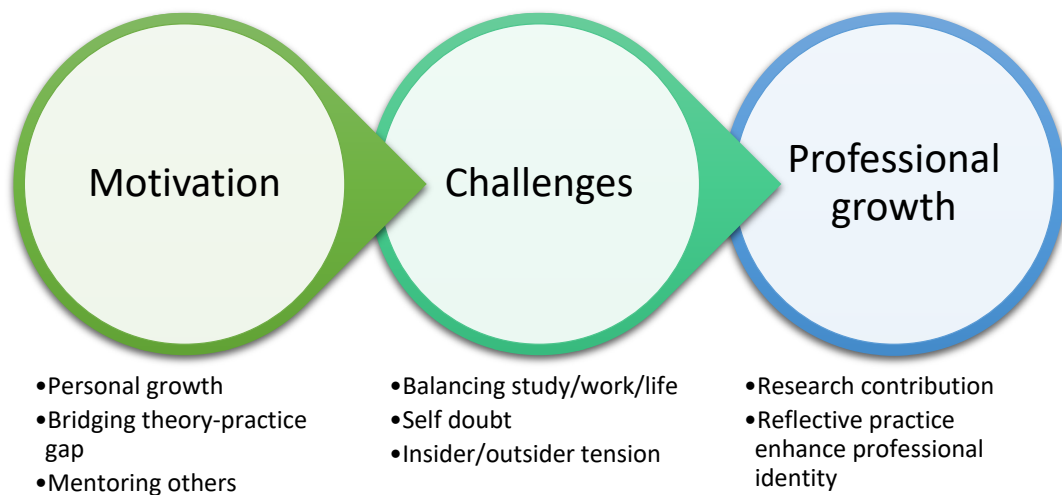 Motivation
Challenges
Professional
growth
•Personal growth
•Bridging theory-practice
gap
•Mentoring others
•Balancing study/work/life
•Self doubt
•Insider/outsider tension
•Research contribution
•Reflective practice
enhance professional
identity